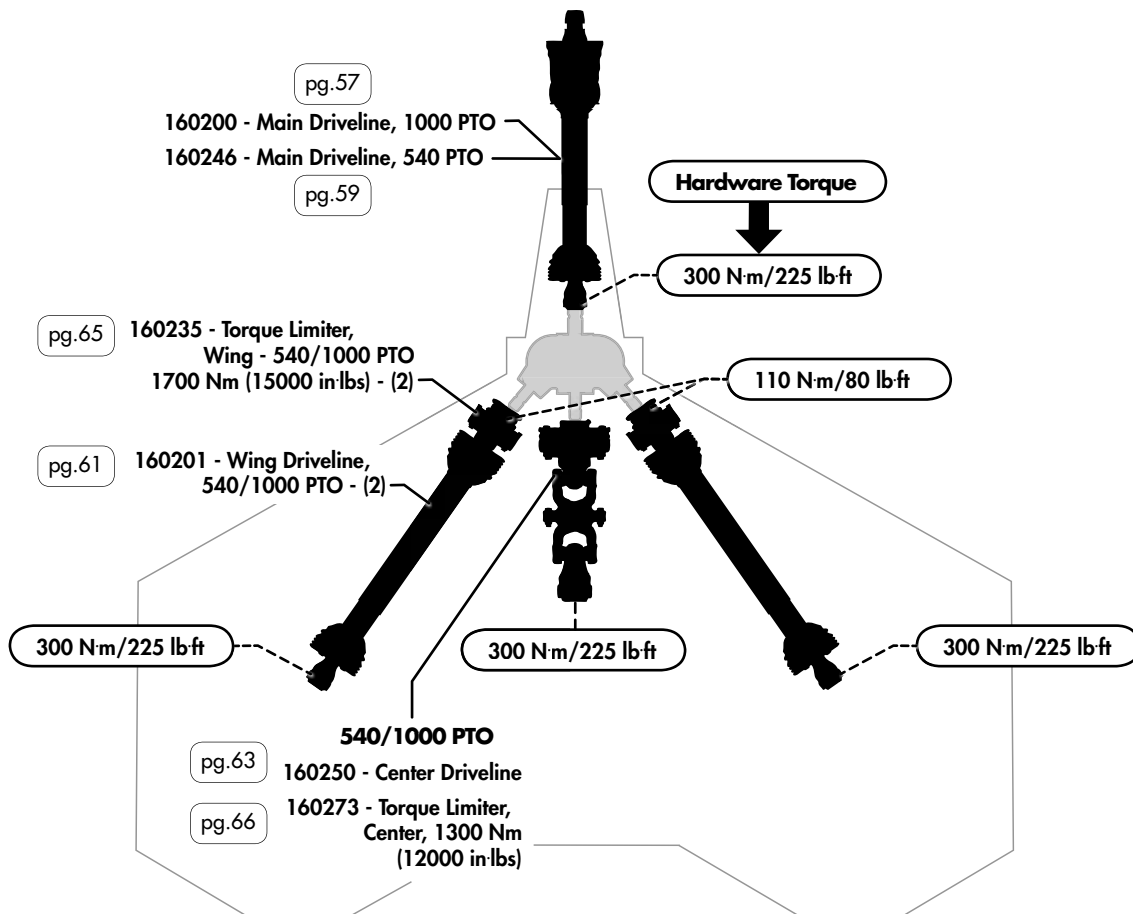 pg.57
160200 - Main Driveline, 1000 PTO
160246 - Main Driveline, 540 PTO
pg.59
Hardware Torque
300 N·m/225 lb·ft
pg.65
160235 - Torque Limiter,
Wing - 540/1000 PTO
1700 Nm (15000 in·lbs) - (2)
110 N·m/80 lb·ft
pg.61
160201 - Wing Driveline,
540/1000 PTO - (2)
300 N·m/225 lb·ft
300 N·m/225 lb·ft
300 N·m/225 lb·ft
540/1000 PTO
pg.63
160250 - Center Driveline
pg.66
160273 - Torque Limiter,
Center, 1300 Nm
(12000 in·lbs)